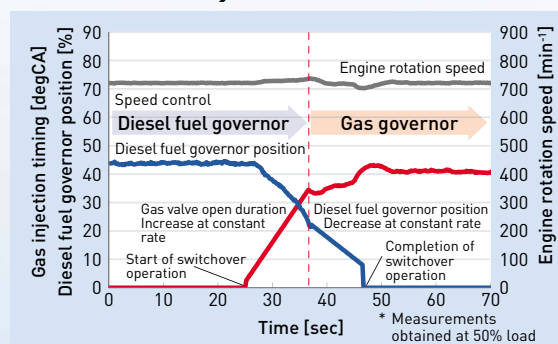 Gas injection timing [degCA]
Diesel fuel governor position [%]
90
80
70
60
50
40
30
20
10
0
900
800
700
600
500
400
300
200
100
0
Engine rotation speed [min-1]
Engine rotation speed
Speed control
Diesel fuel governor
Gas governor
Diesel fuel governor position
Gas valve open duration
Increase at constant
rate
Diesel fuel governor position
Decrease at constant rate
Start of switchover
operation
Completion of
switchover
operation
0 10 20 30 40 50 60 70
Time [sec]
* Measurements
obtained at 50% load